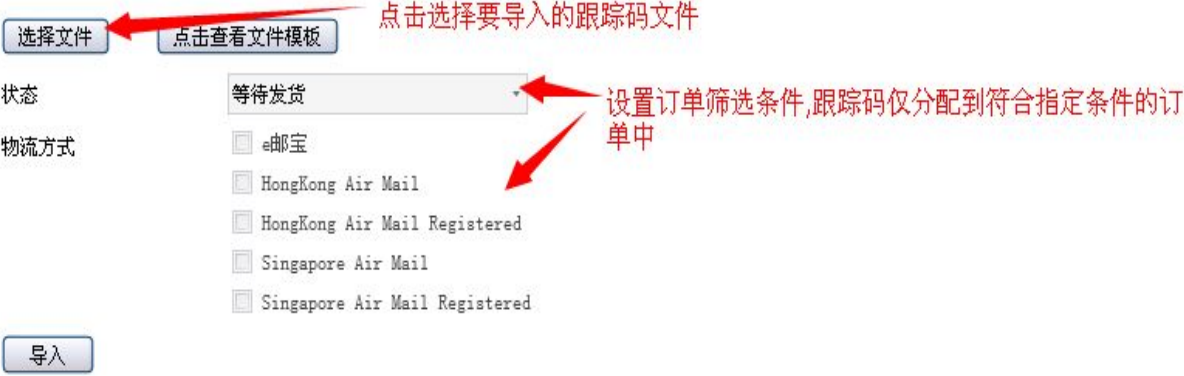 点击选择要导入的跟踪码文件
选择文件 点击查看文件模板
状态 等待发货
设置订单筛选条件,跟踪码仅分配到符合指定条件的订
单中
物流方式 e邮宝
HongKong Air Mail
HongKong Air Mail Registered
Singapore Air Mail
Singapore Air Mail Registered
导入